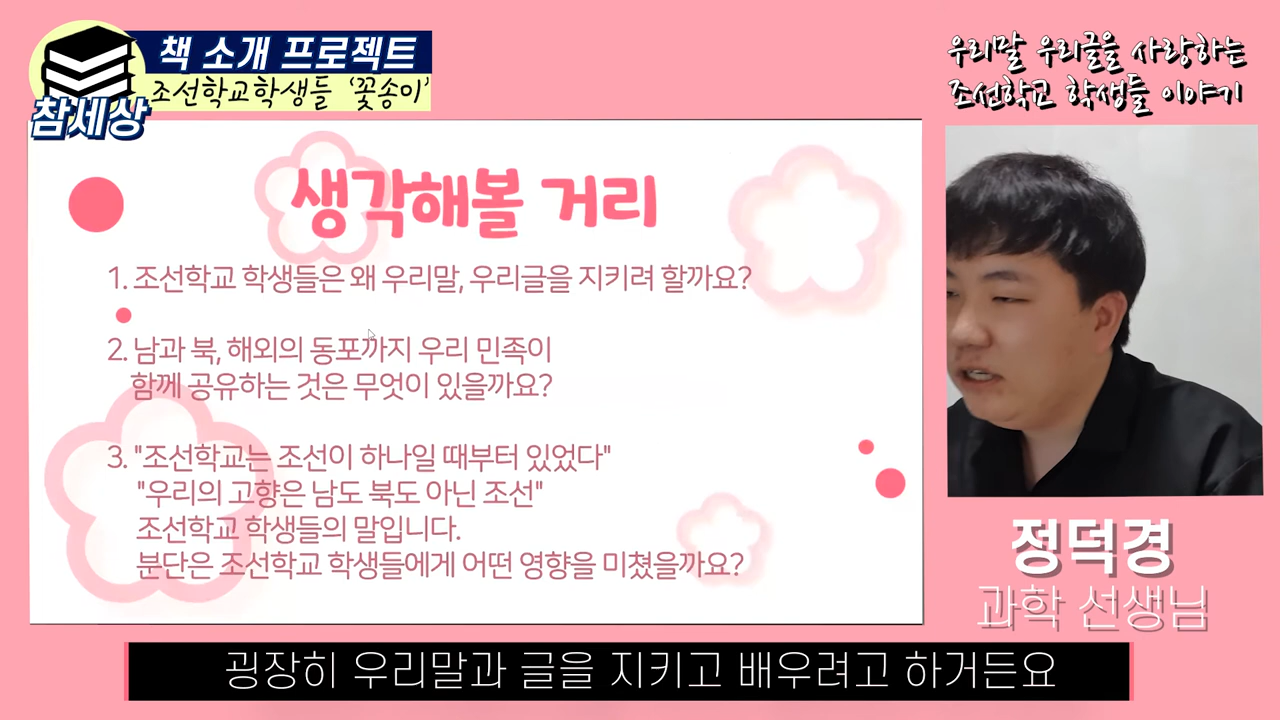 책 소개 프로젝트
조선학교학생들 '꽃송이'
참세상
우리말 우리글을 사랑하는
조선학교 학생들 이야기
생각해볼 거리
1. 조선학교 학생들은 왜 우리말, 우리글을 지키려 할까요?
2. 남과 북, 해외의 동포까지 우리 민족이
함께 공유하는 것은 무엇이 있을까요?
3. "조선학교는 조선이 하나일 때부터 있었다"
"우리의 고향은 남도 북도 아닌 조선"
조선학교 학생들의 말입니다.
분단은 조선학교 학생들에게 어떤 영향을 미쳤을까요?
정덕경
과학 선생님
굉장히 우리말과 글을 지키고 배우려고 하거든요